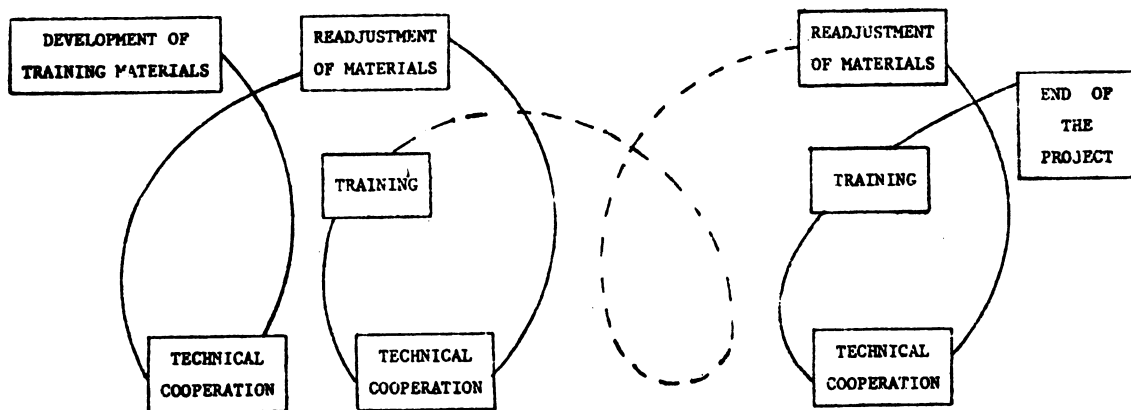 DEVELOPMENT OF
TRAINING MATERIALS
READJUSTMENT
OF MATERIALS
READJUSTMENT
OF MATERIALS
END OF
THE
PROJECT
TRAINING
TRAINING
TECHNICAL
COOPERATION
TECHNICAL
COOPERATION
TECHNICAL
COOPERATION